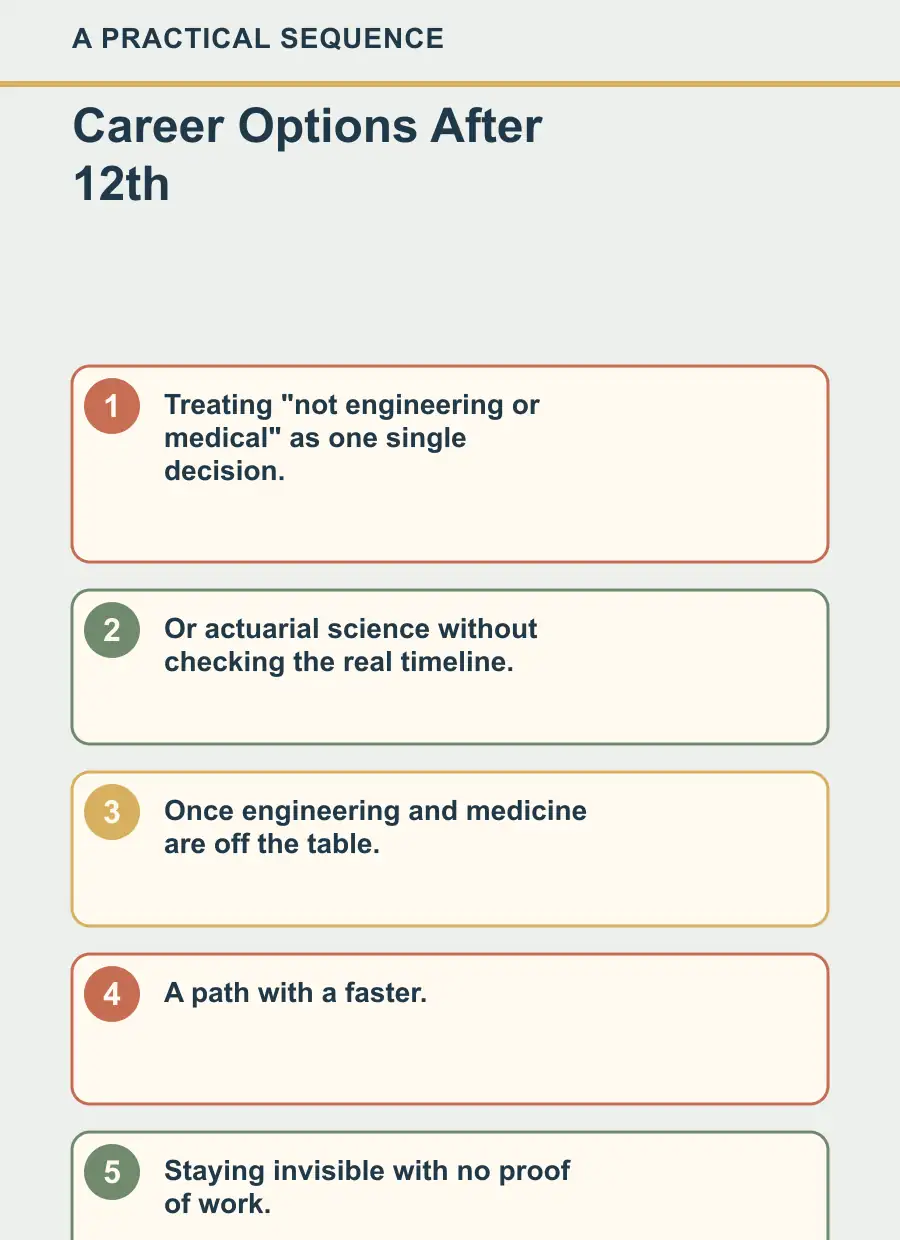 A PRACTICAL SEQUENCE
Career Options After
12th
1
Treating "not engineering or
medical" as one single
decision.
2
Or actuarial science without
checking the real timeline.
3
Once engineering and medicine
are off the table.
4
A path with a faster.
5
Staying invisible with no proof
of work.